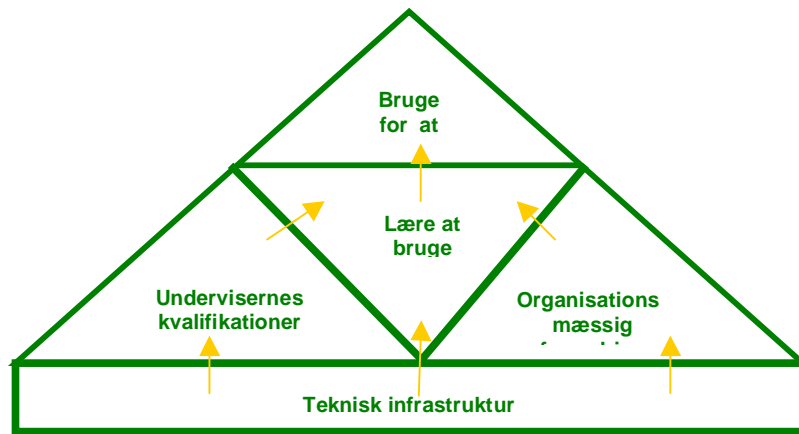 Bruge
for at
Lære at
bruge
Undervisernes
kvalifikationer
Organisations
mæssig
Teknisk infrastruktur